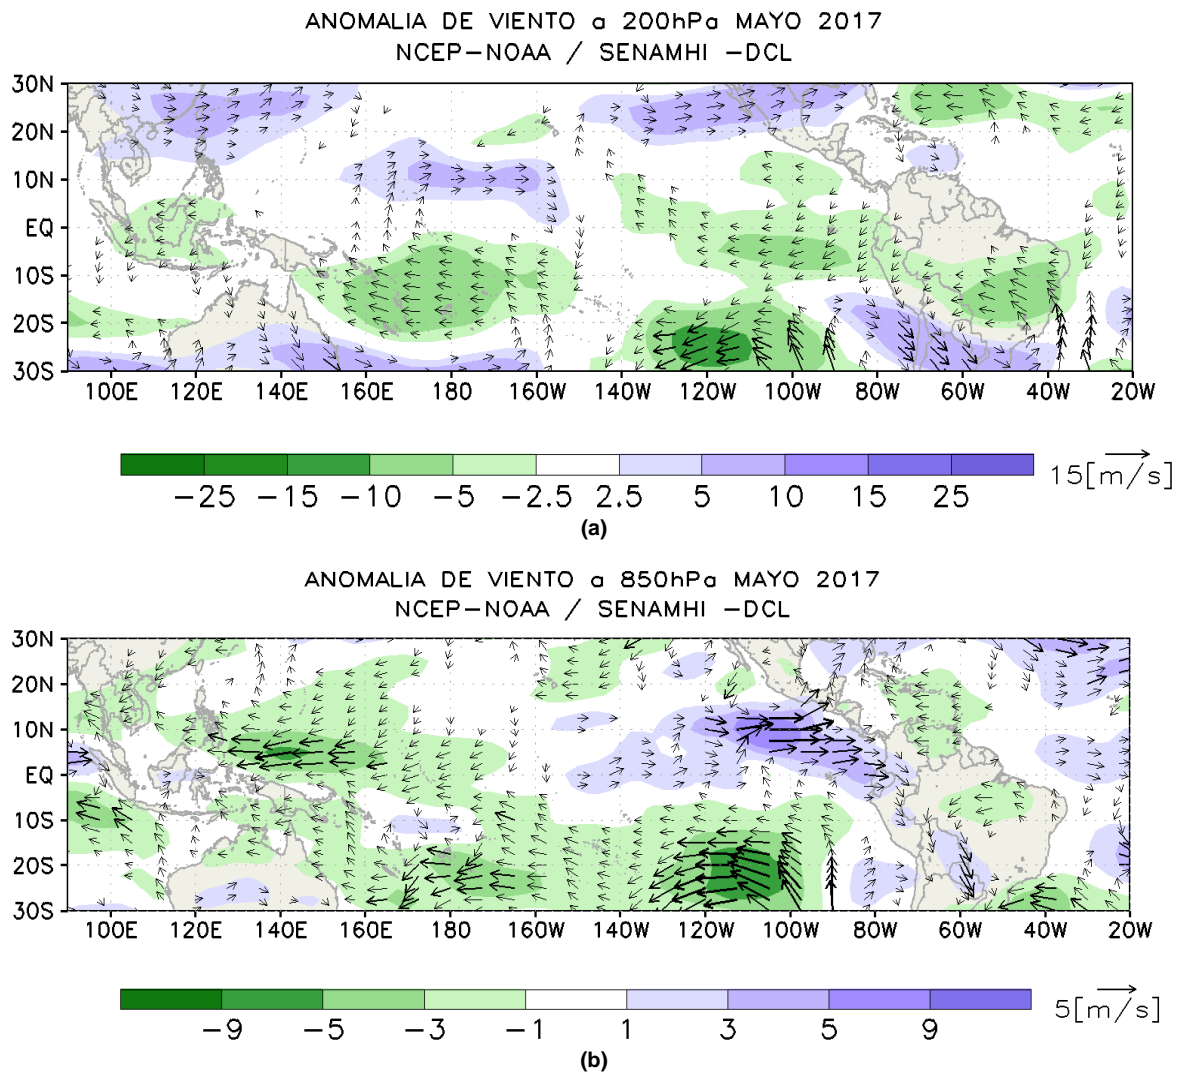 ANOMALIA DE VIENTO a 200hPa MAYO 2017
NCEP-NOAA / SENAMHI -DCL
30N
20N
10N
EQ
10S
20S
30S
100E 120E 140E 160E 180 160W 140W 120W 100W 80W 60W 40W 20W
-25 -15 -10 -5 -2.5 2.5 5 10 15 25
15[m/s]
(a)
ANOMALIA DE VIENTO a 850hPa MAYO 2017
NCEP-NOAA / SENAMHI -DCL
30N
20N
10N
EQ
10S
20S
30S
100E 120E 140E 160E 180 160W 140W 120W 100W 80W 60W 40W 20W
-9 -5 -3 -1 1 3 5 9
5[m/s]
(b)